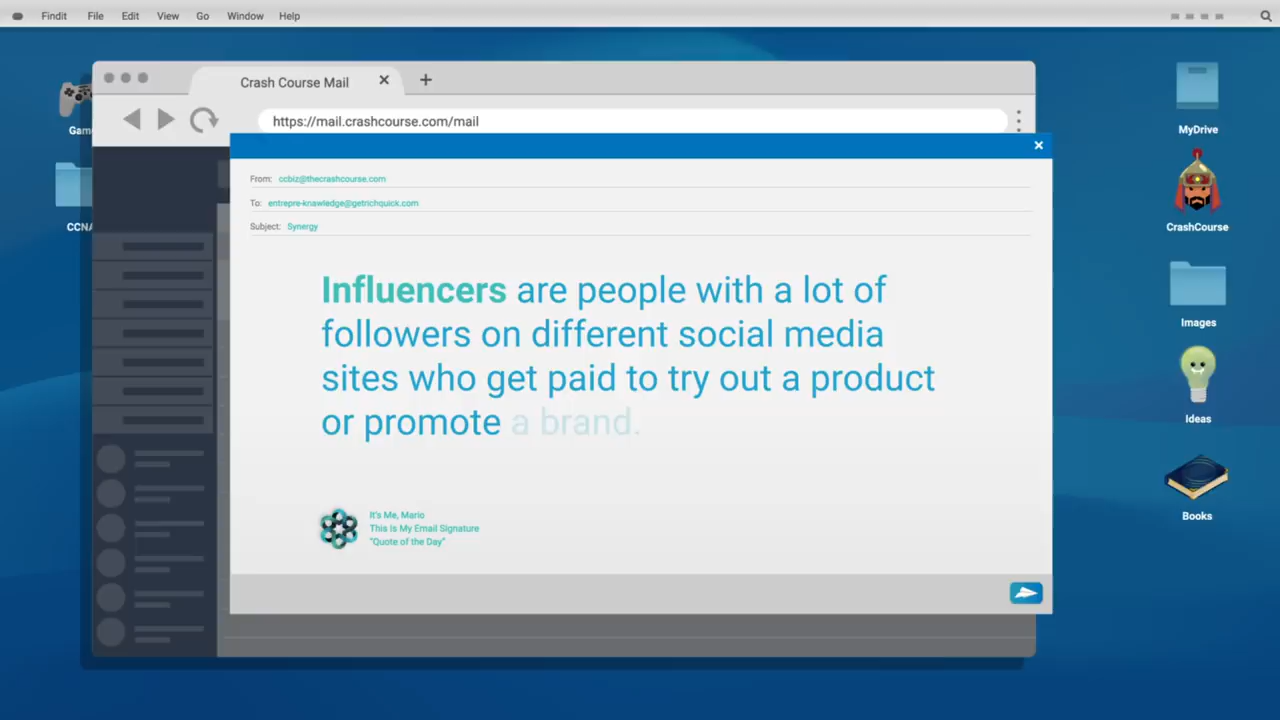 Findit File Edit View Go Window Help
Crash Course Mail
https://mail.crashcourse.com/mail
Gam
CCNA
MyDrive
CrashCourse
Images
Ideas
Books
From: ccbiz@thecrashcourse.com
To: entrepre-knawledge@getrichquick.com
Subject: Synergy
Influencers are people with a lot of
followers on different social media
sites who get paid to try out a product
or promote a brand.
It's Me, Mario
This Is My Email Signature
"Quote of the Day"